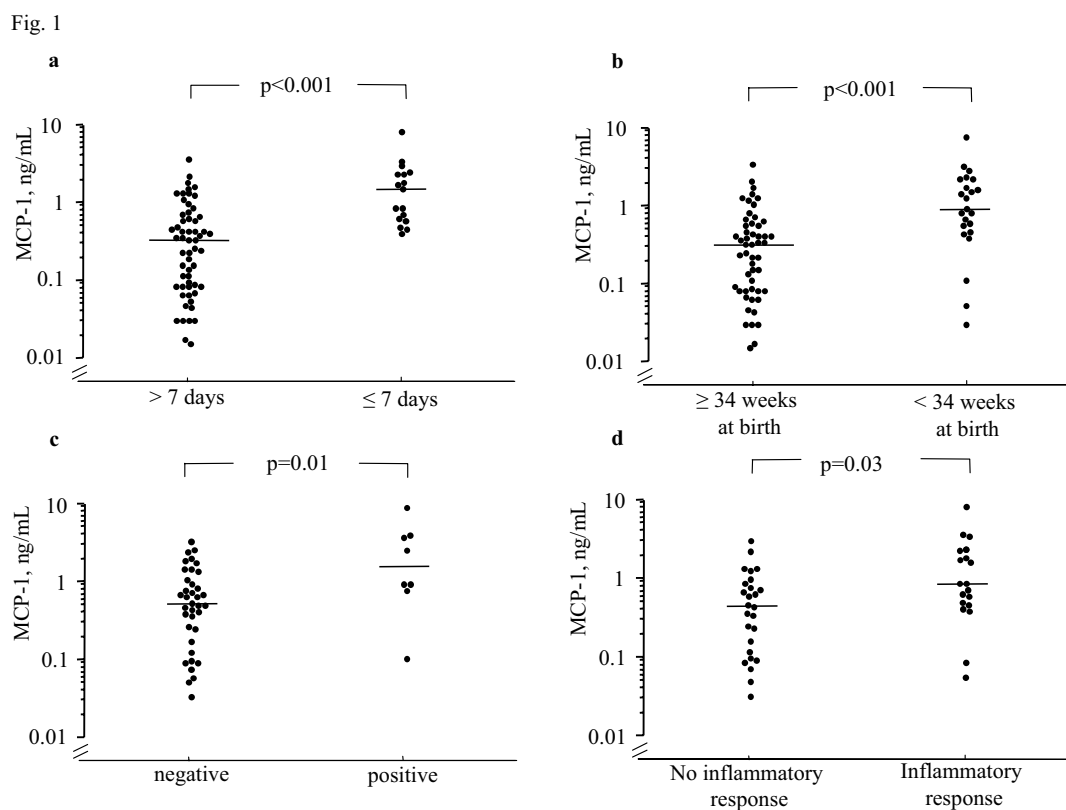 Fig. 1
a
p<0.001
MCP-1, ng/mL
10
1
0.1
0.01
> 7 days
≤ 7 days
b
p<0.001
MCP-1, ng/mL
10
1
0.1
0.01
≥ 34 weeks
at birth
< 34 weeks
at birth
c
p=0.01
MCP-1, ng/mL
10
1
0.1
0.01
negative
positive
d
p=0.03
MCP-1, ng/mL
10
1
0.1
0.01
No inflammatory
response
Inflammatory
response